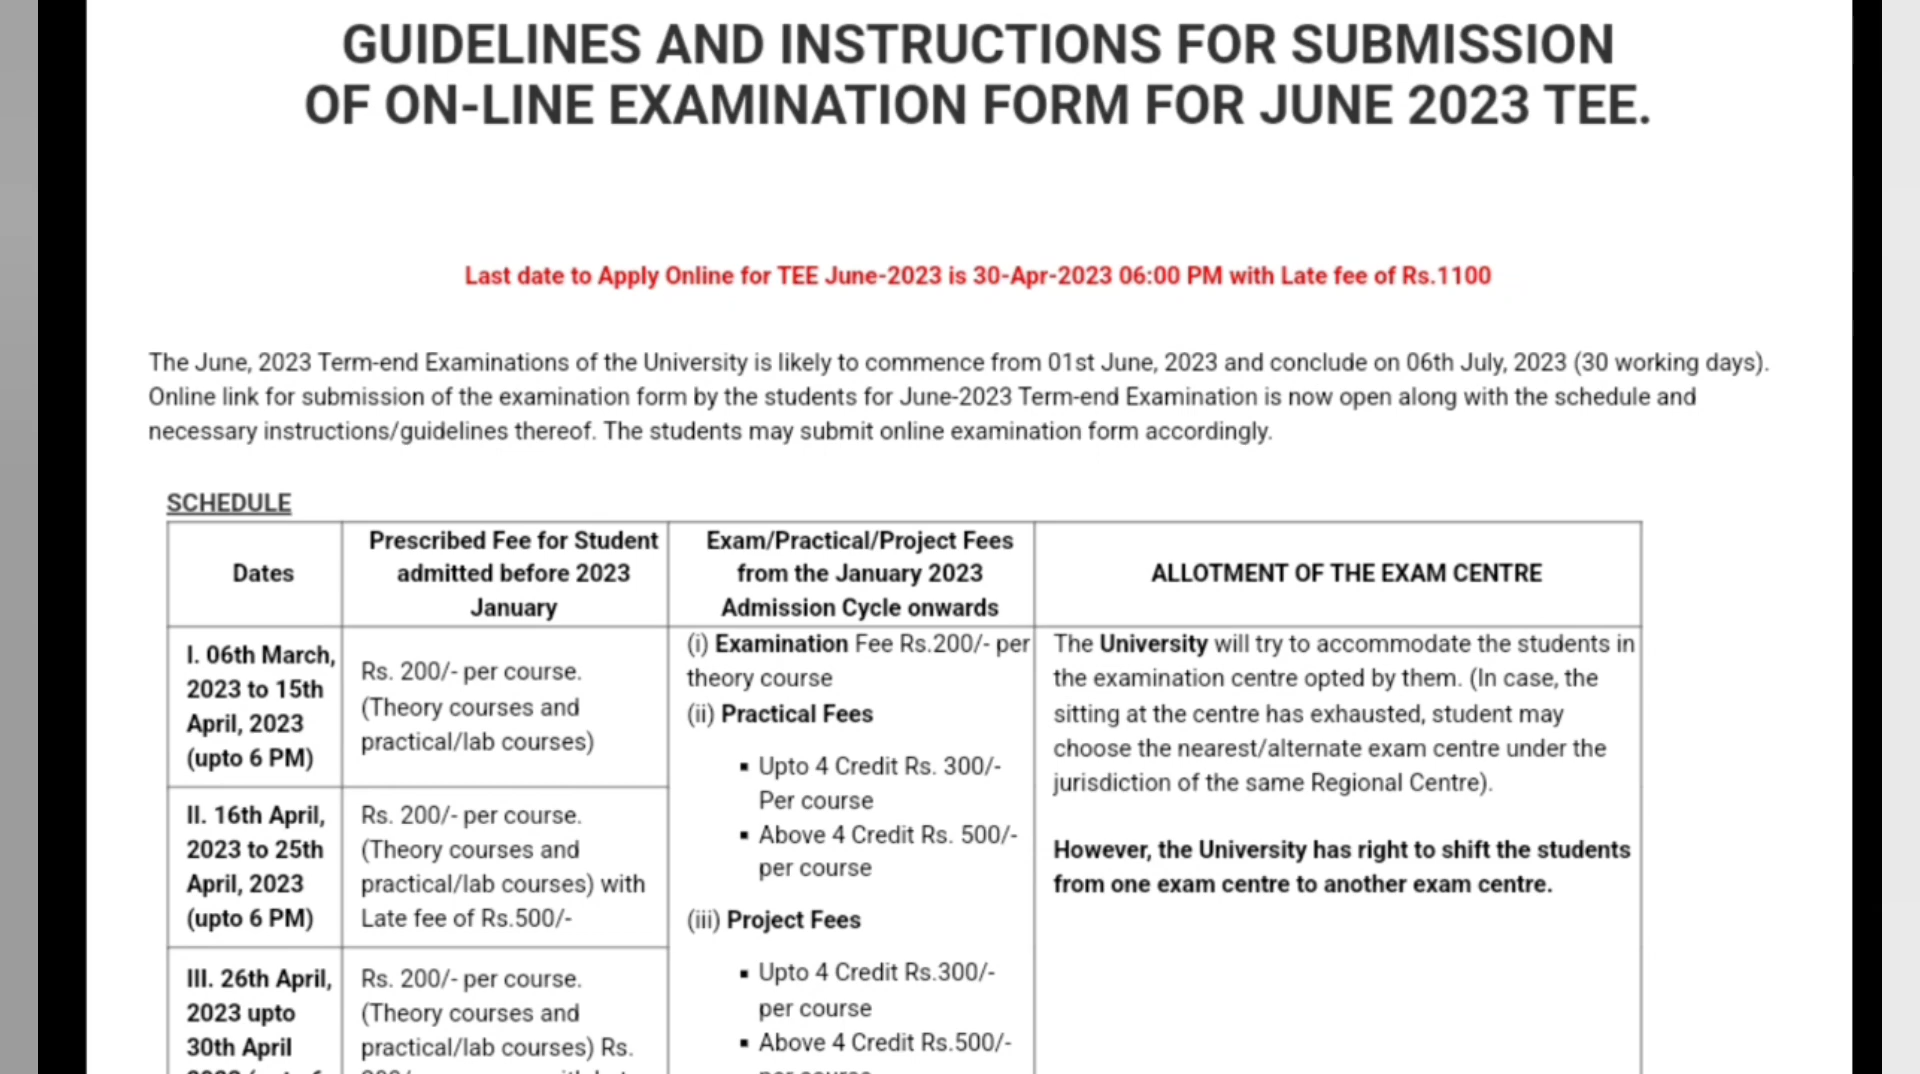 GUIDELINES AND INSTRUCTIONS FOR SUBMISSION
OF ON-LINE EXAMINATION FORM FOR JUNE 2023 TEE.
Last date to Apply Online for TEE June-2023 is 30-Apr-2023 06:00 PM with Late fee of Rs.1100
The June, 2023 Term-end Examinations of the University is likely to commence from 01st June, 2023 and conclude on 06th July, 2023 (30 working days).
Online link for submission of the examination form by the students for June-2023 Term-end Examination is now open along with the schedule and
necessary instructions/guidelines thereof. The students may submit online examination form accordingly.
SCHEDULE
Dates
Prescribed Fee for Student
admitted before 2023
January
Exam/Practical/Project Fees
from the January 2023
Admission Cycle onwards
ALLOTMENT OF THE EXAM CENTRE
I. 06th March,
2023 to 15th
April, 2023
(upto 6 PM)
Rs. 200/- per course.
(Theory courses and
practical/lab courses)
II. 16th April,
2023 to 25th
April, 2023
(upto 6 PM)
Rs. 200/- per course.
(Theory courses and
practical/lab courses) with
Late fee of Rs.500/-
III. 26th April,
2023 upto
30th April
Rs. 200/- per course.
(Theory courses and
practical/lab courses) Rs.
(i) Examination Fee Rs.200/- per
theory course
(ii) Practical Fees
▪ Upto 4 Credit Rs. 300/-
Per course
▪ Above 4 Credit Rs. 500/-
per course
(iii) Project Fees
▪ Upto 4 Credit Rs.300/-
per course
▪ Above 4 Credit Rs.500/-
The University will try to accommodate the students in
the examination centre opted by them. (In case, the
sitting at the centre has exhausted, student may
choose the nearest/alternate exam centre under the
jurisdiction of the same Regional Centre).
However, the University has right to shift the students
from one exam centre to another exam centre.